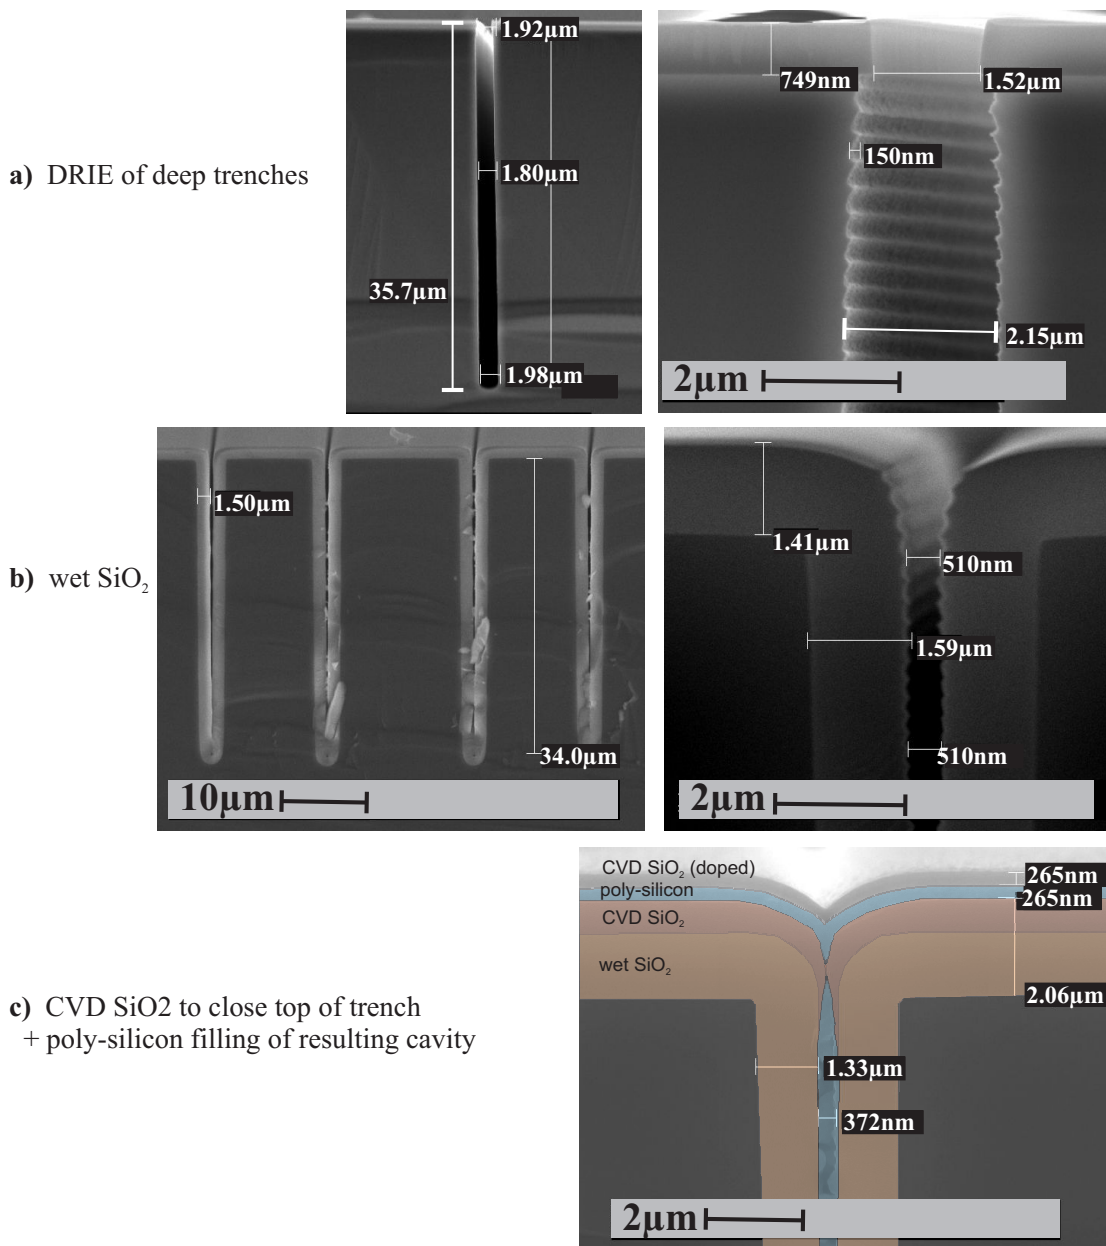 1.92µm
749nm
1.52µm
150nm
a) DRIE of deep trenches
1.80µm
35.7µm
2.15µm
1.98µm
2µm
1.50µm
1.41µm
510nm
b) wet SiO₂
1.59µm
34.0µm
510nm
10µm
2µm
CVD SiO₂ (doped)
265nm
poly-silicon
265nm
CVD SiO₂
wet SiO₂
2.06µm
c) CVD SiO2 to close top of trench
+ poly-silicon filling of resulting cavity
1.33µm
372nm
2µm